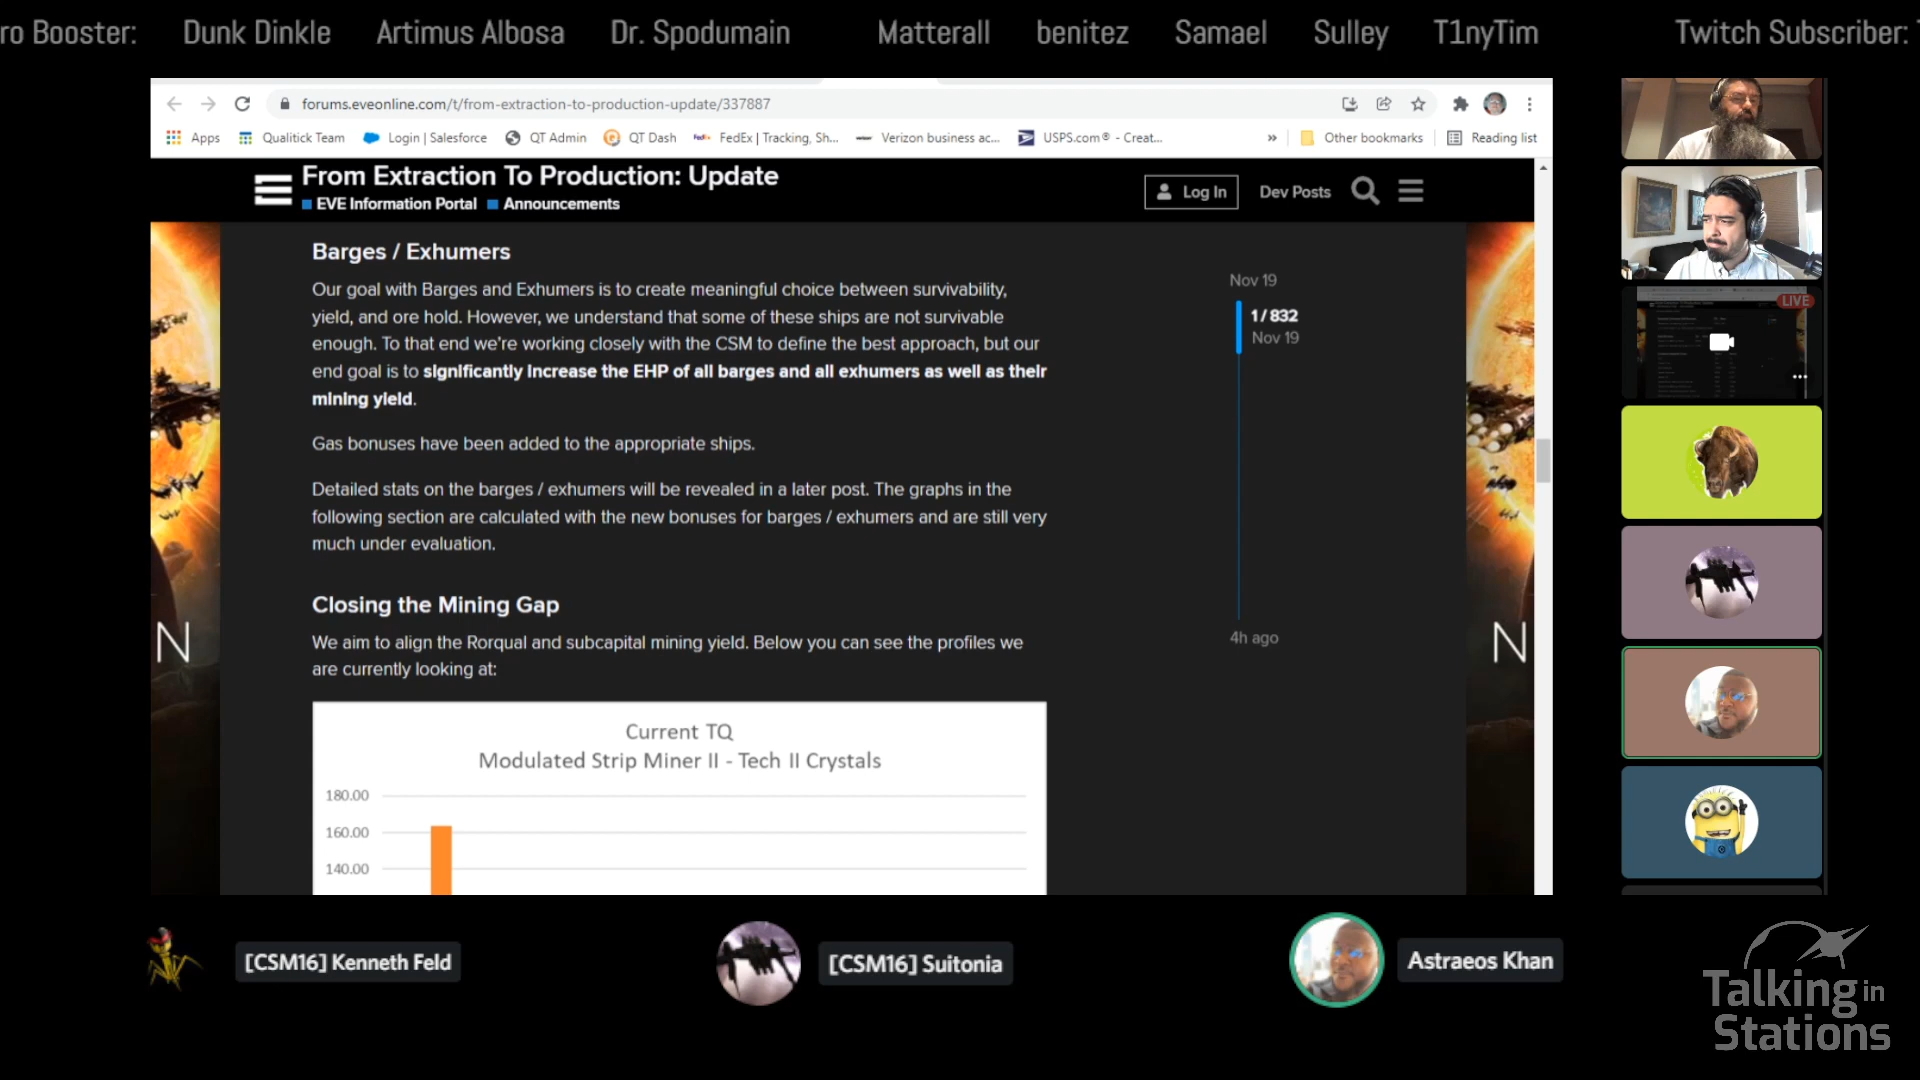 ro Booster: Dunk Dinkle Artimus Albosa Dr. Spodumain Matterall benitez Samael Sulley T1nyTim Twitch Subscriber:
forums.eveonline.com/t/from-extraction-to-production-update/337887
Apps Qualitick Team Login | Salesforce QT Admin QT Dash FedEx | Tracking, Sh... Verizon business ac... USPS.com® - Creat... » Other bookmarks Reading list
From Extraction To Production: Update
EVE Information Portal Announcements
Log In Dev Posts
Barges / Exhumers
Our goal with Barges and Exhumers is to create meaningful choice between survivability,
yield, and ore hold. However, we understand that some of these ships are not survivable
enough. To that end we're working closely with the CSM to define the best approach, but our
end goal is to significantly increase the EHP of all barges and all exhumers as well as their
mining yield.
Gas bonuses have been added to the appropriate ships.
Detailed stats on the barges / exhumers will be revealed in a later post. The graphs in the
following section are calculated with the new bonuses for barges / exhumers and are still very
much under evaluation.
Closing the Mining Gap
We aim to align the Rorqual and subcapital mining yield. Below you can see the profiles we
are currently looking at:
Current TQ
Modulated Strip Miner II - Tech II Crystals
180.00
160.00
140.00
Nov 19
1 / 832
Nov 19
4h ago
N
N
LIVE
[CSM16] Kenneth Feld
[CSM16] Suitonia
Astraeos Khan
Talking in
Stations